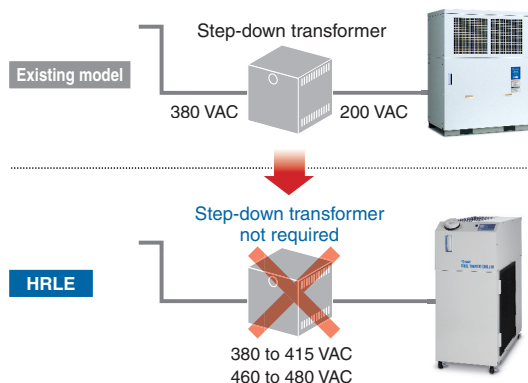 Step-down transformer
Existing model
380 VAC
200 VAC
Step-down transformer
not required
HRLE
380 to 415 VAC
460 to 480 VAC